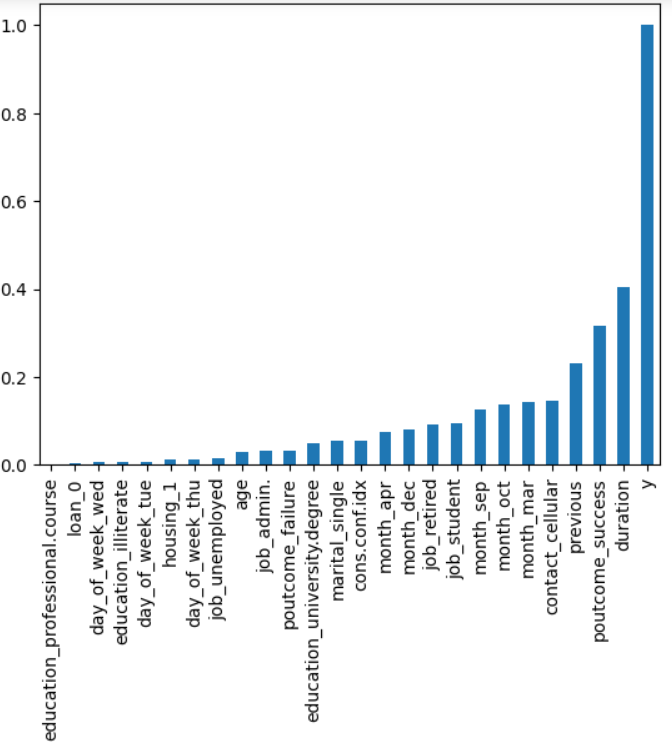 1.0
0.8
0.6
0.4
0.2
0.0
education_professional.course
loan_0
day_of_week_wed
education_illiterate
day_of_week_tue
housing_1
day_of_week_thu
job_unemployed
age
job_admin.
poutcome_failure
education_university.degree
marital_single
cons.conf.idx
month_apr
month_dec
job_retired
job_student
month_sep
month_oct
month_mar
contact_cellular
previous
poutcome_success
duration
y